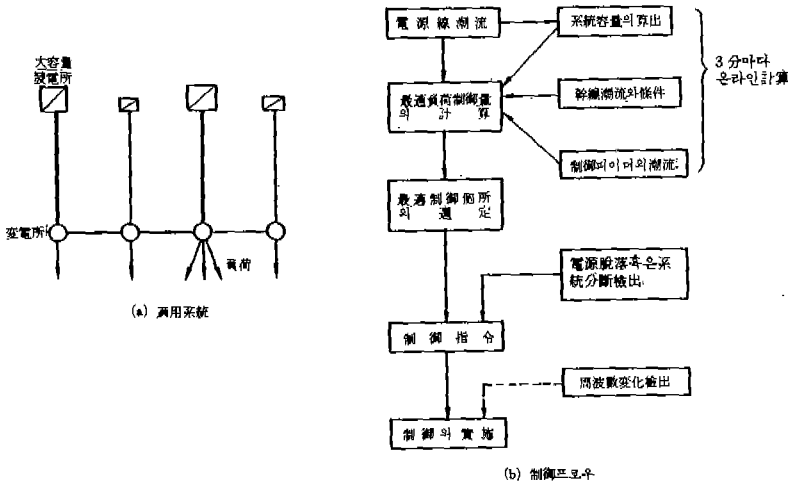 大容量
發電所
変電所
負荷
(a) 適用系統
電源線潮流
系統容量의 算出
最適負荷制御量
의 計 算
幹線潮流와 條件
制御피이더의 潮流
3分마다
온라인計算
最適制御個所
의 選 定
電源脫落혹은系
統分斷檢出
制御指令
周波數変化檢出
制御의 實施
(b) 制御프로우